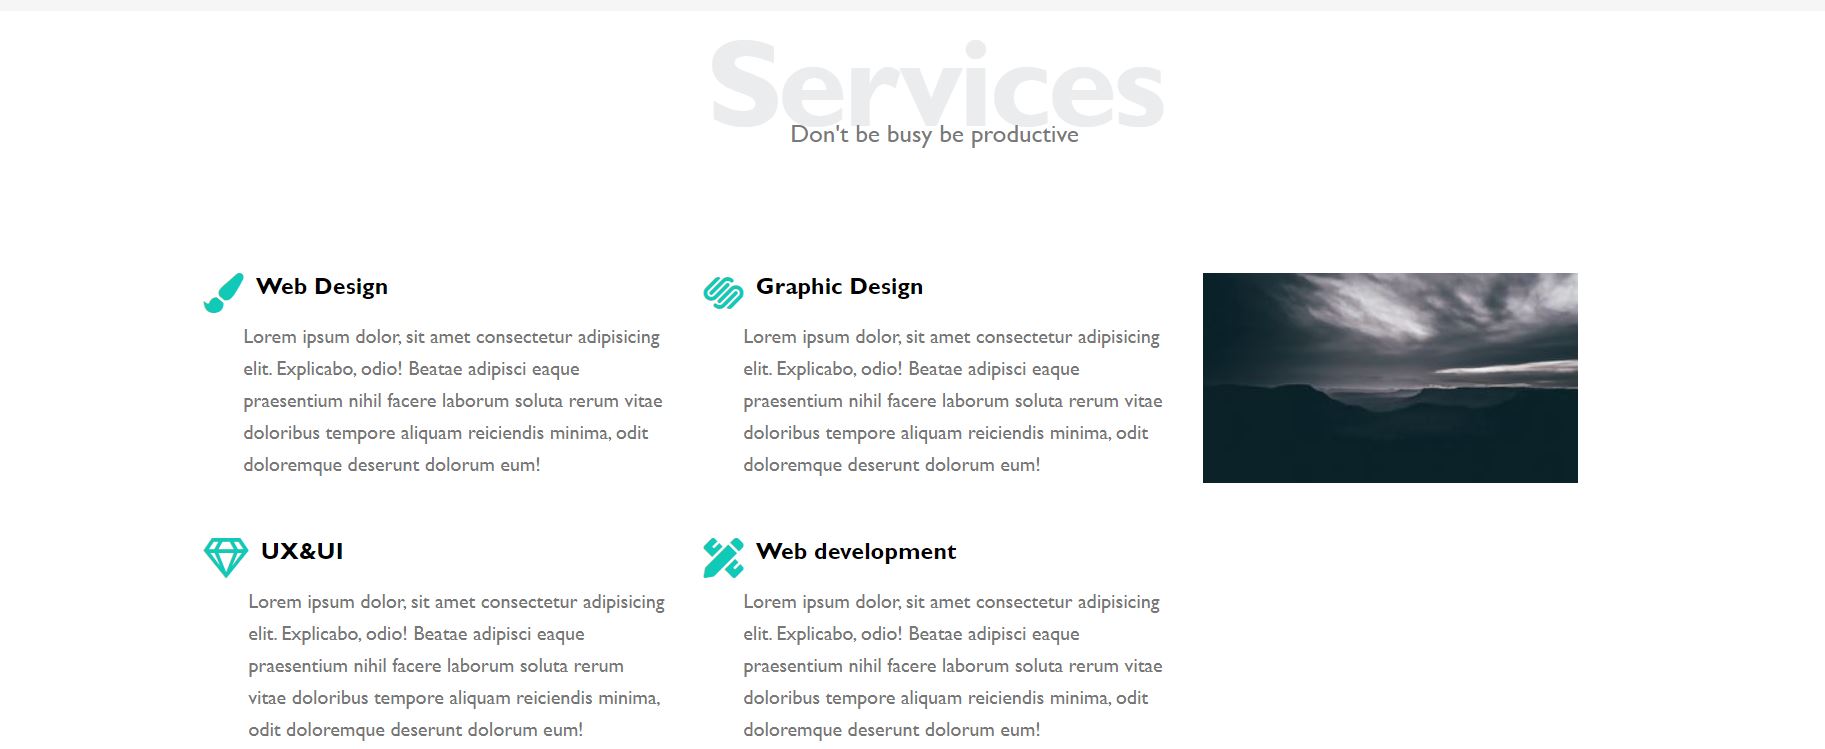 Services
Don't be busy be productive
Web Design
Lorem ipsum dolor, sit amet consectetur adipisicing
elit. Explicabo, odio! Beatae adipisci eaque
praesentium nihil facere laborum soluta rerum vitae
doloribus tempore aliquam reiciendis minima, odit
doloremque deserunt dolorum eum!
Graphic Design
Lorem ipsum dolor, sit amet consectetur adipisicing
elit. Explicabo, odio! Beatae adipisci eaque
praesentium nihil facere laborum soluta rerum vitae
doloribus tempore aliquam reiciendis minima, odit
doloremque deserunt dolorum eum!
UX&UI
Lorem ipsum dolor, sit amet consectetur adipisicing
elit. Explicabo, odio! Beatae adipisci eaque
praesentium nihil facere laborum soluta rerum
vitae doloribus tempore aliquam reiciendis minima,
odit doloremque deserunt dolorum eum!
Web development
Lorem ipsum dolor, sit amet consectetur adipisicing
elit. Explicabo, odio! Beatae adipisci eaque
praesentium nihil facere laborum soluta rerum vitae
doloribus tempore aliquam reiciendis minima, odit
doloremque deserunt dolorum eum!